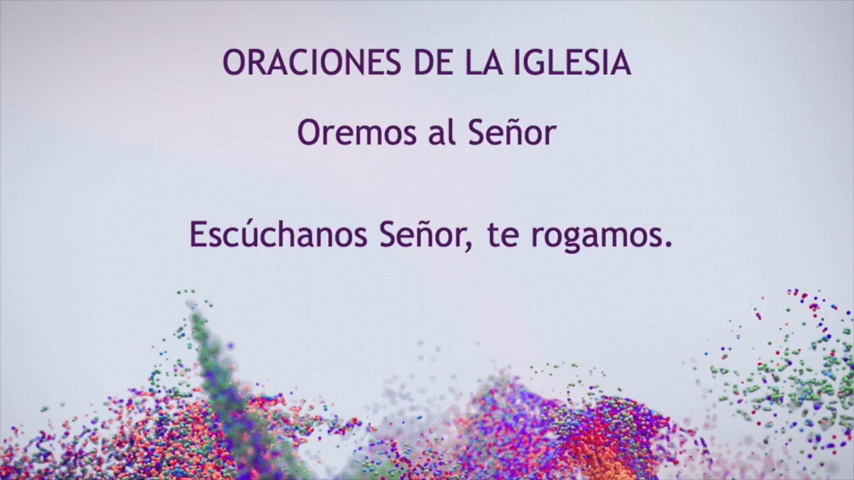 ORACIONES DE LA IGLESIA
Oremos al Señor
Escúchanos Señor, te rogamos.